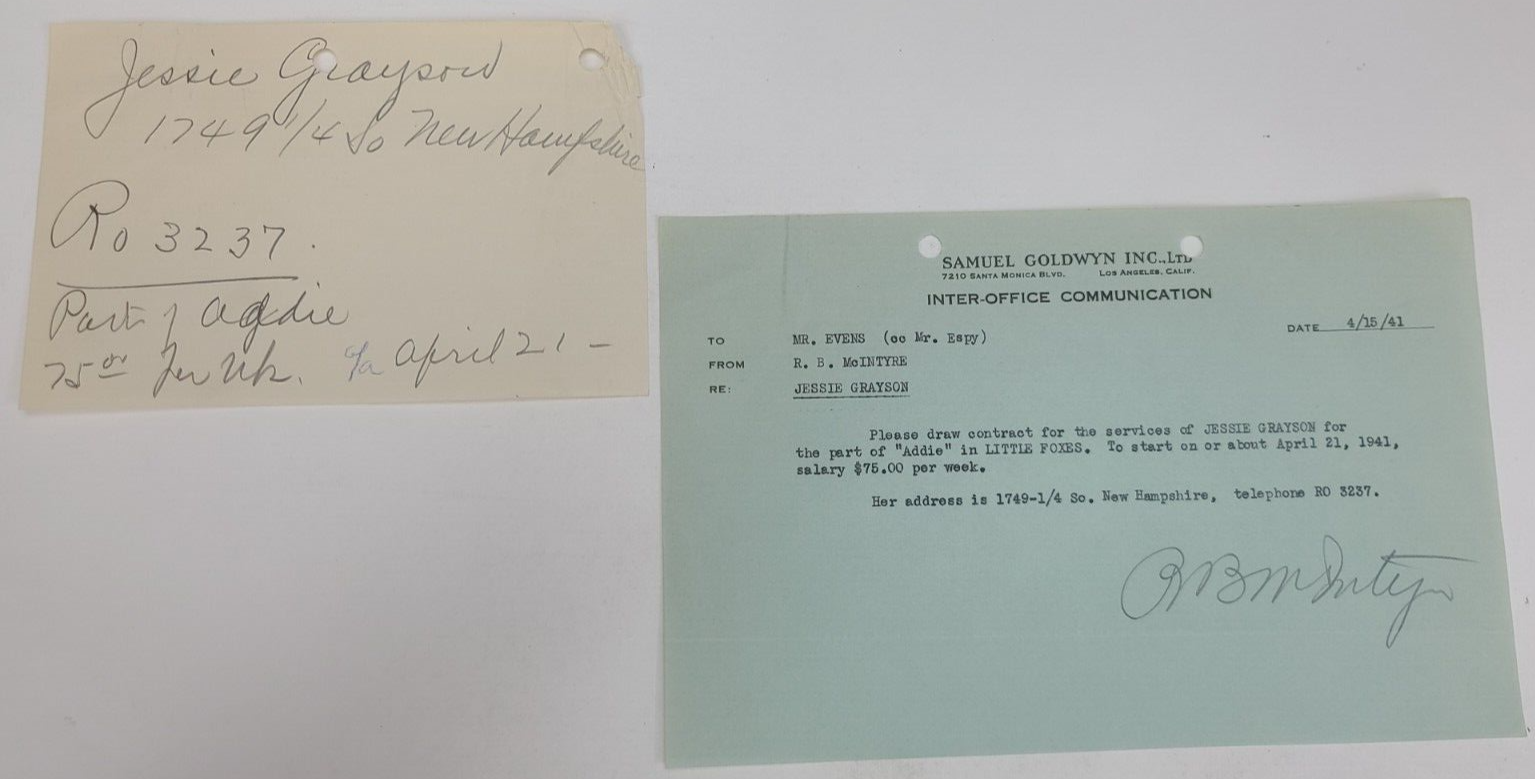 Jessie Grayson
1749 1/4 So New Hampshire
Ro 3237.
Part of Addie
75 00 Per Wk. o/a April 21 -
SAMUEL GOLDWYN INC., LTD
7210 SANTA MONICA BLVD. LOS ANGELES, CALIF.
INTER-OFFICE COMMUNICATION
DATE 4/15/41
TO MR. EVENS (cc Mr. Espy)
FROM R. B. McINTYRE
RE: JESSIE GRAYSON
Please draw contract for the services of JESSIE GRAYSON for
the part of "Addie" in LITTLE FOXES. To start on or about April 21, 1941,
salary $75.00 per week.
Her address is 1749-1/4 So. New Hampshire, telephone RO 3237.
R B McIntyre